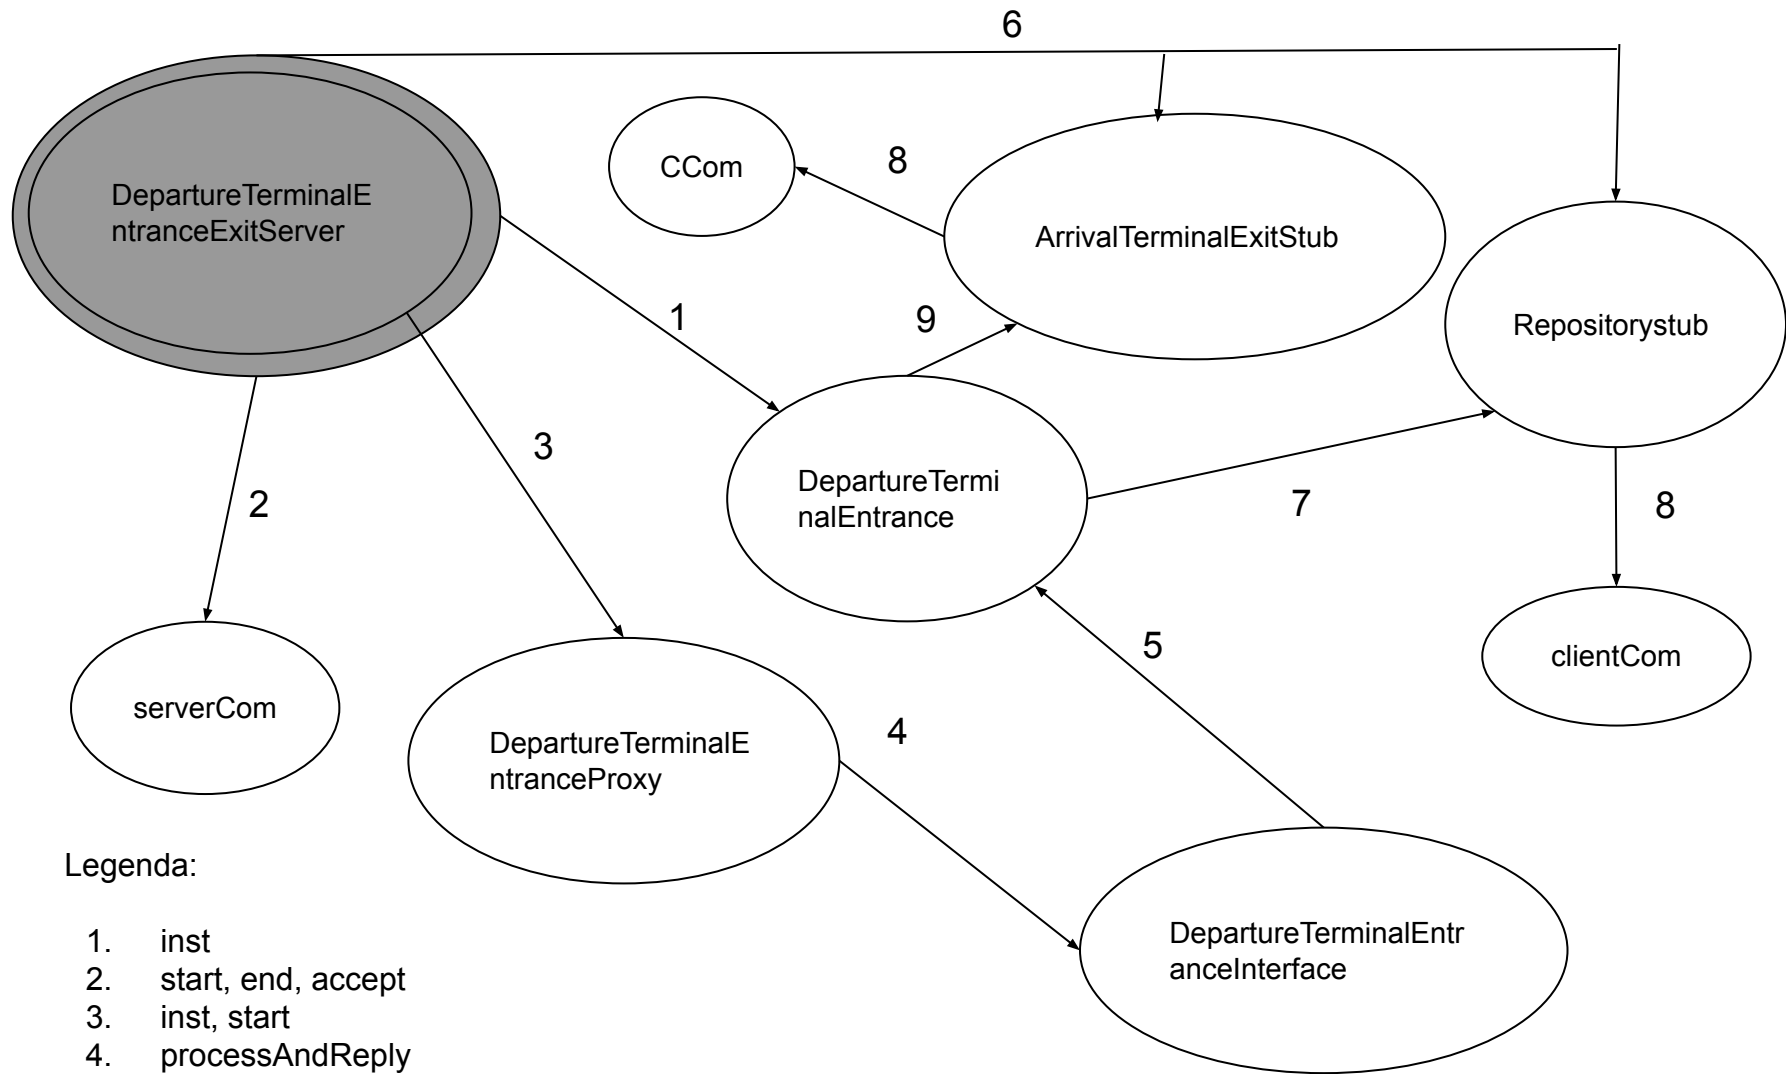 6
DepartureTerminalE
ntranceExitServer
CCom
8
ArrivalTerminalExitStub
Repositorystub
1
9
3
2
DepartureTermi
nalEntrance
7
8
5
clientCom
serverCom
DepartureTerminalE
ntranceProxy
4
DepartureTerminalEntr
anceInterface
Legenda:
1. inst
2. start, end, accept
3. inst, start
4. processAndReply